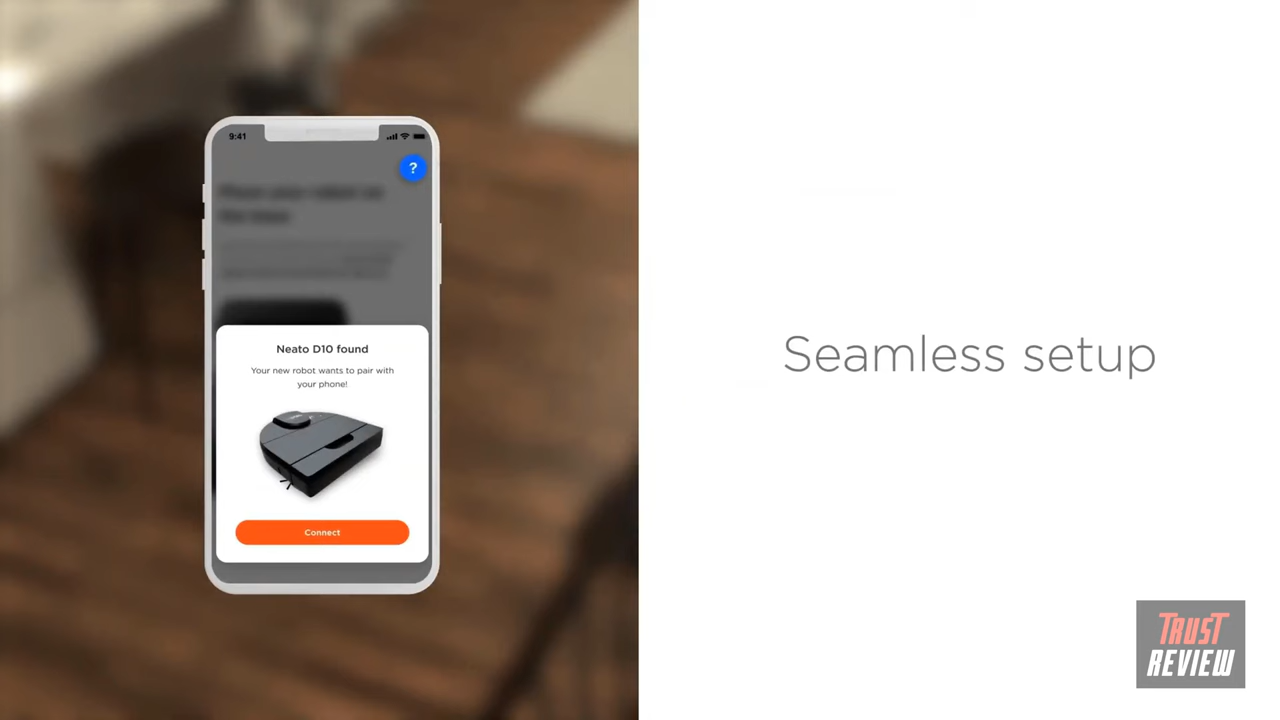 9:41
?
Neato D10 found
Your new robot wants to pair with
your phone!
Connect
Seamless setup
TRUST
REVIEW